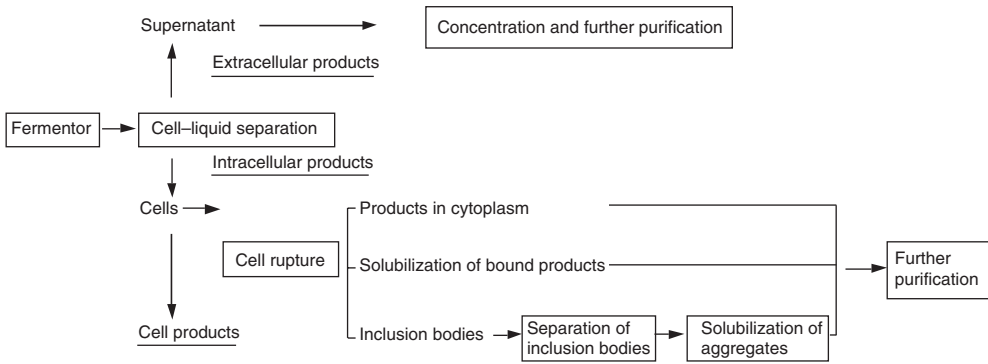 Supernatant
Concentration and further purification
Extracellular products
Fermentor
Cell–liquid separation
Intracellular products
Cells
Products in cytoplasm
Cell rupture
Solubilization of bound products
Further
purification
Cell products
Inclusion bodies
Separation of
inclusion bodies
Solubilization of
aggregates